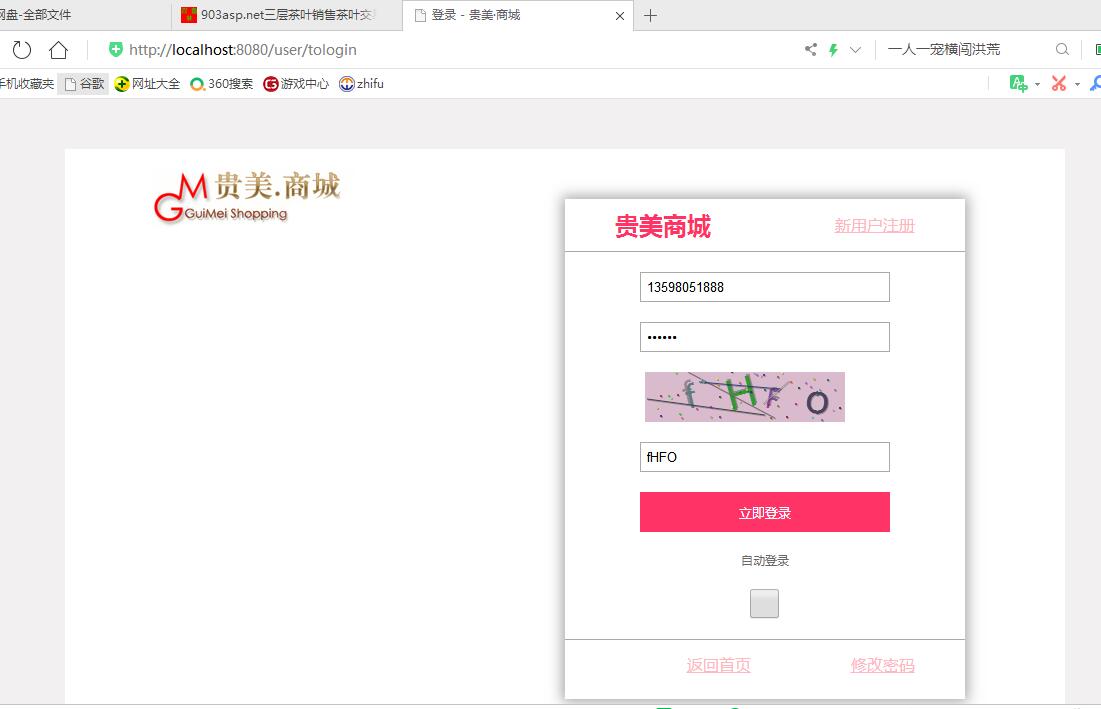 网盘-全部文件
903asp.net三层茶叶销售茶叶交
登录 - 贵美·商城
http://localhost:8080/user/tologin
一人一宠横闯洪荒
手机收藏夹 谷歌 网址大全 360搜索 游戏中心 zhifu
GM 贵美.商城
GuiMei Shopping
贵美商城 新用户注册
13598051888
••••••
fHFO
fHFO
立即登录
自动登录
返回首页 修改密码